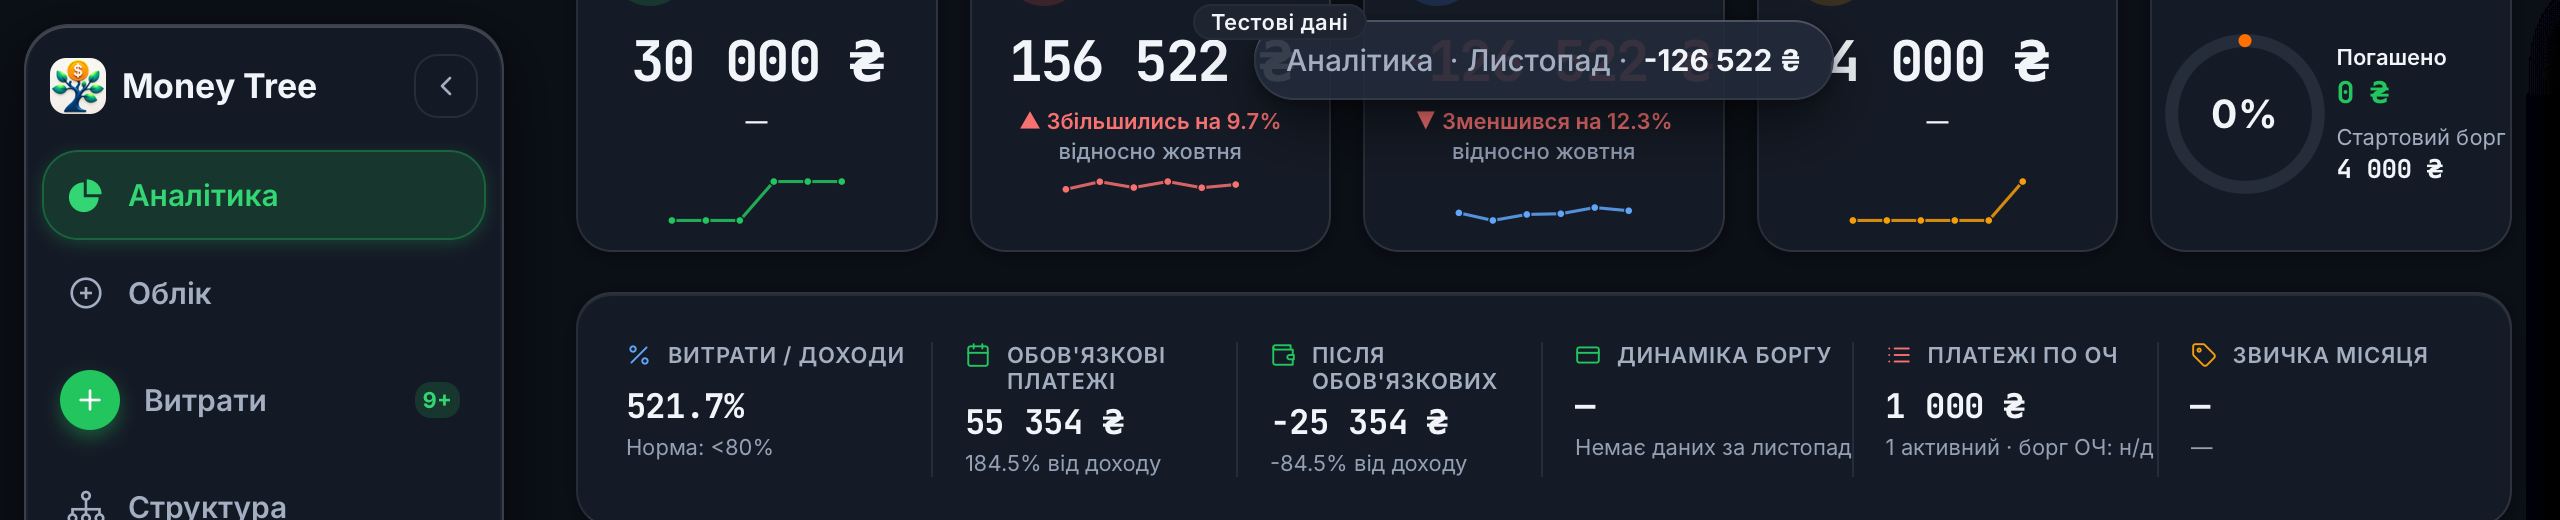 Money Tree
Аналітика
Облік
Витрати
9+
Структура
Тестові дані
Аналітика · Листопад · -126 522 ₴
30 000 ₴
—
156 522 ₴
▲ Збільшились на 9.7%
відносно жовтня
126 522 ₴
▼ Зменшився на 12.3%
відносно жовтня
4 000 ₴
—
0%
Погашено
0 ₴
Стартовий борг
4 000 ₴
ВИТРАТИ / ДОХОДИ
521.7%
Норма: <80%
ОБОВ'ЯЗКОВІ
ПЛАТЕЖІ
55 354 ₴
184.5% від доходу
ПІСЛЯ
ОБОВ'ЯЗКОВИХ
-25 354 ₴
-84.5% від доходу
ДИНАМІКА БОРГУ
—
Немає даних за листопад
ПЛАТЕЖІ ПО ОЧ
1 000 ₴
1 активний · борг ОЧ: н/д
ЗВИЧКА МІСЯЦЯ
—
—